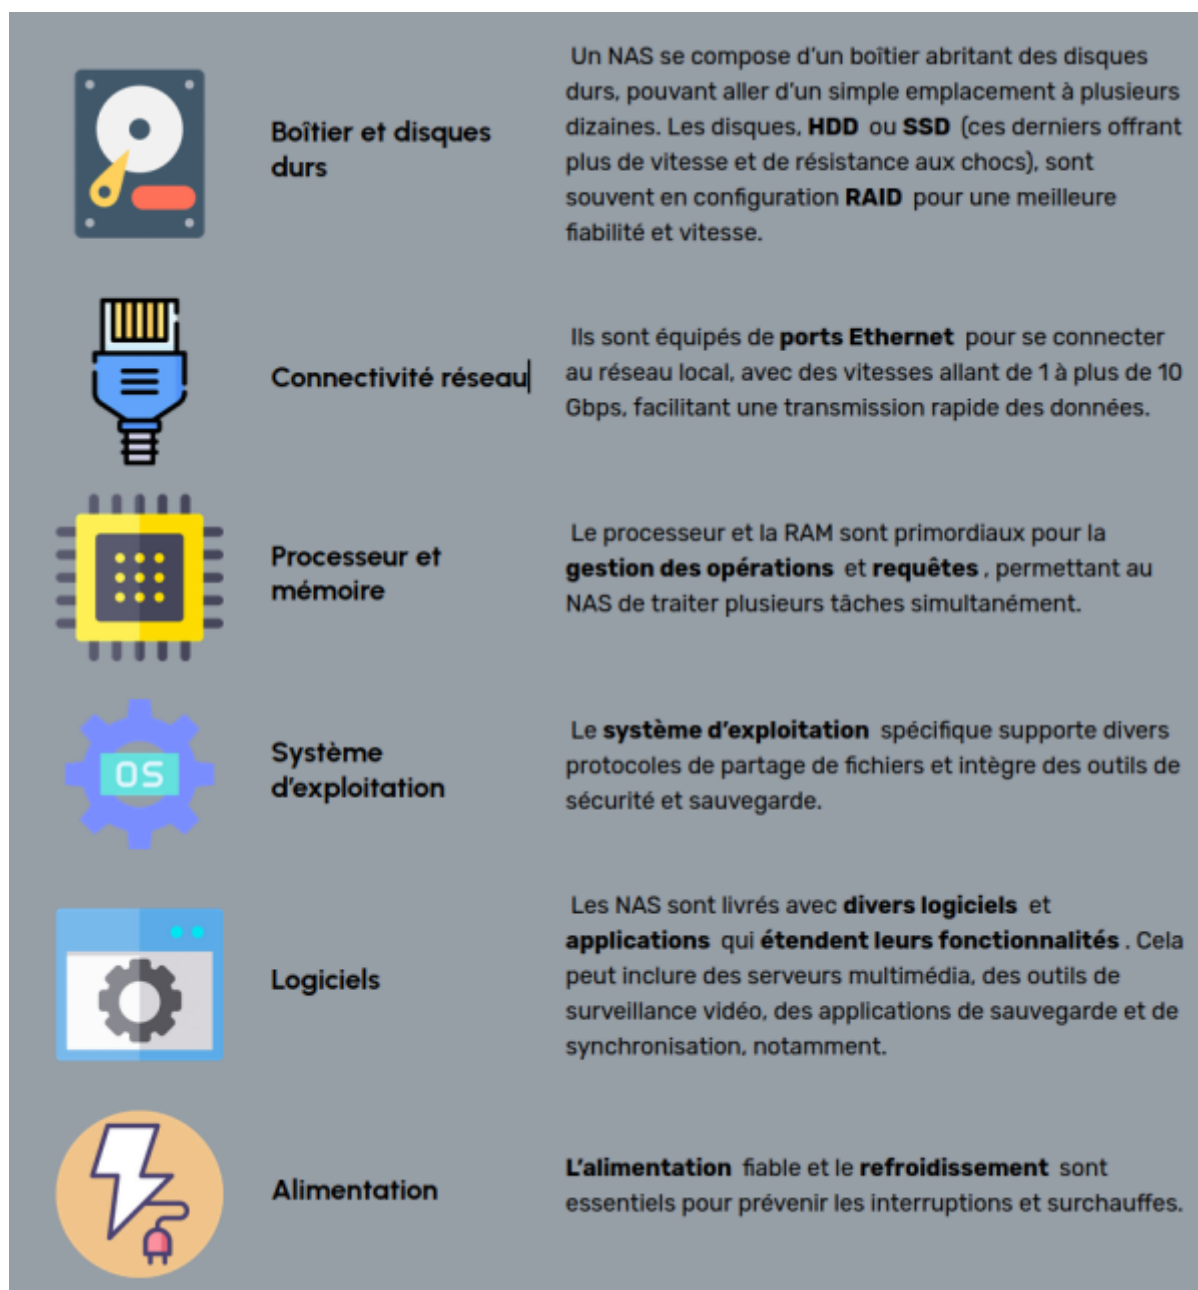 Boîtier et disques
durs
Un NAS se compose d'un boîtier abritant des disques
durs, pouvant aller d'un simple emplacement à plusieurs
dizaines. Les disques, HDD ou SSD (ces derniers offrant
plus de vitesse et de résistance aux chocs), sont
souvent en configuration RAID pour une meilleure
fiabilité et vitesse.
Connectivité réseau
Ils sont équipés de ports Ethernet pour se connecter
au réseau local, avec des vitesses allant de 1 à plus de 10
Gbps, facilitant une transmission rapide des données.
Processeur et
mémoire
Le processeur et la RAM sont primordiaux pour la
gestion des opérations et requêtes , permettant au
NAS de traiter plusieurs tâches simultanément.
OS
Système
d'exploitation
Le système d'exploitation spécifique supporte divers
protocoles de partage de fichiers et intègre des outils de
sécurité et sauvegarde.
Logiciels
Les NAS sont livrés avec divers logiciels et
applications qui étendent leurs fonctionnalités . Cela
peut inclure des serveurs multimédia, des outils de
surveillance vidéo, des applications de sauvegarde et de
synchronisation, notamment.
Alimentation
L'alimentation fiable et le refroidissement sont
essentiels pour prévenir les interruptions et surchauffes.